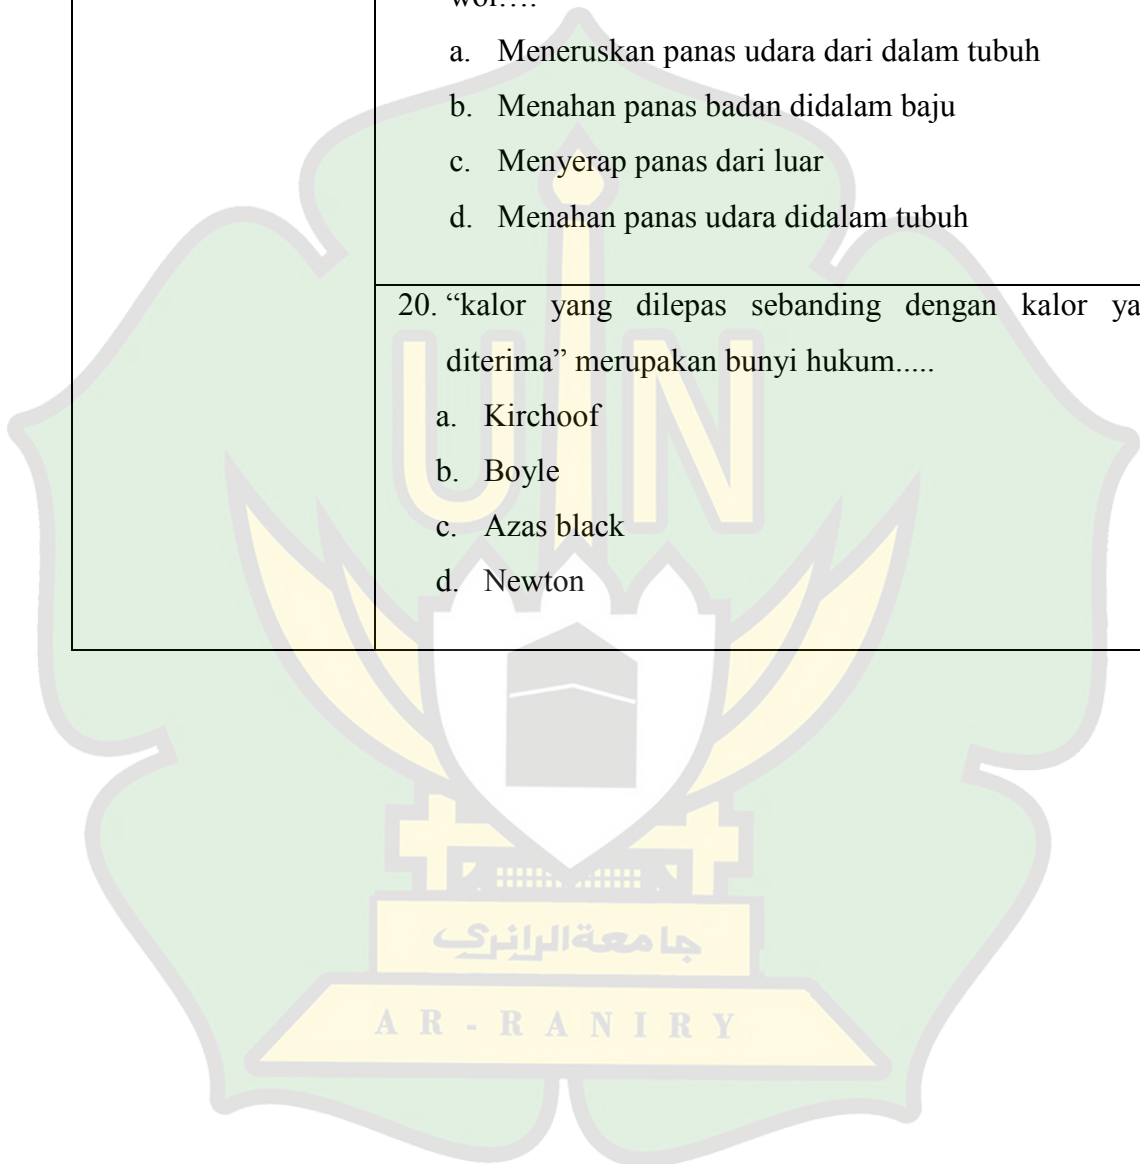 wol….
a. Meneruskan panas udara dari dalam tubuh
b. Menahan panas badan didalam baju
c. Menyerap panas dari luar
d. Menahan panas udara didalam tubuh
20. “kalor yang dilepas sebanding dengan kalor ya
diterima” merupakan bunyi hukum.....
a. Kirchoof
b. Boyle
c. Azas black
d. Newton
UIN
جامعة الرانري
AR-RANIRY